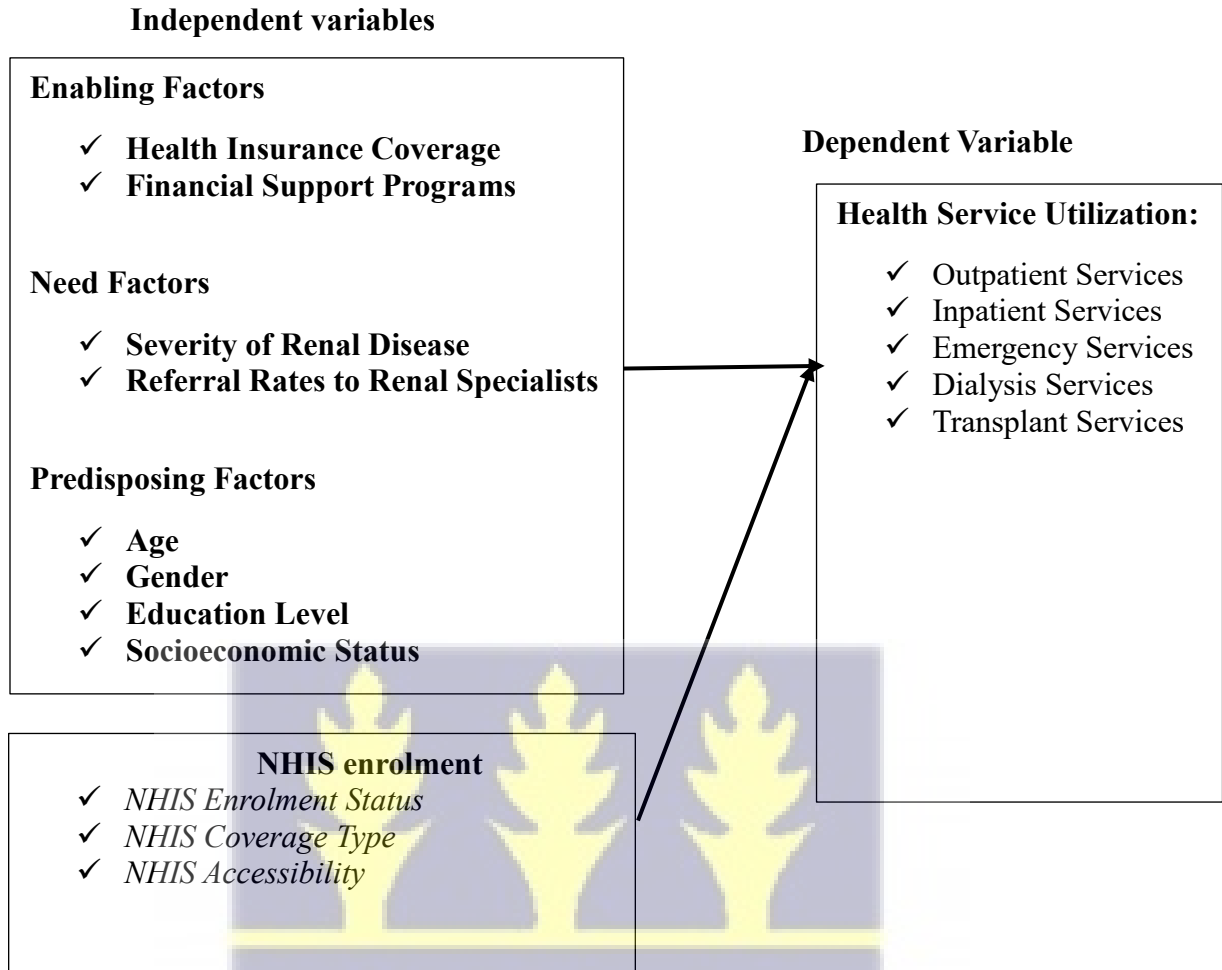 Independent variables
Enabling Factors
✓ Health Insurance Coverage
✓ Financial Support Programs
Need Factors
✓ Severity of Renal Disease
✓ Referral Rates to Renal Specialists
Predisposing Factors
✓ Age
✓ Gender
✓ Education Level
✓ Socioeconomic Status
NHIS enrolment
✓ NHIS Enrolment Status
✓ NHIS Coverage Type
✓ NHIS Accessibility
Dependent Variable
Health Service Utilization:
✓ Outpatient Services
✓ Inpatient Services
✓ Emergency Services
✓ Dialysis Services
✓ Transplant Services